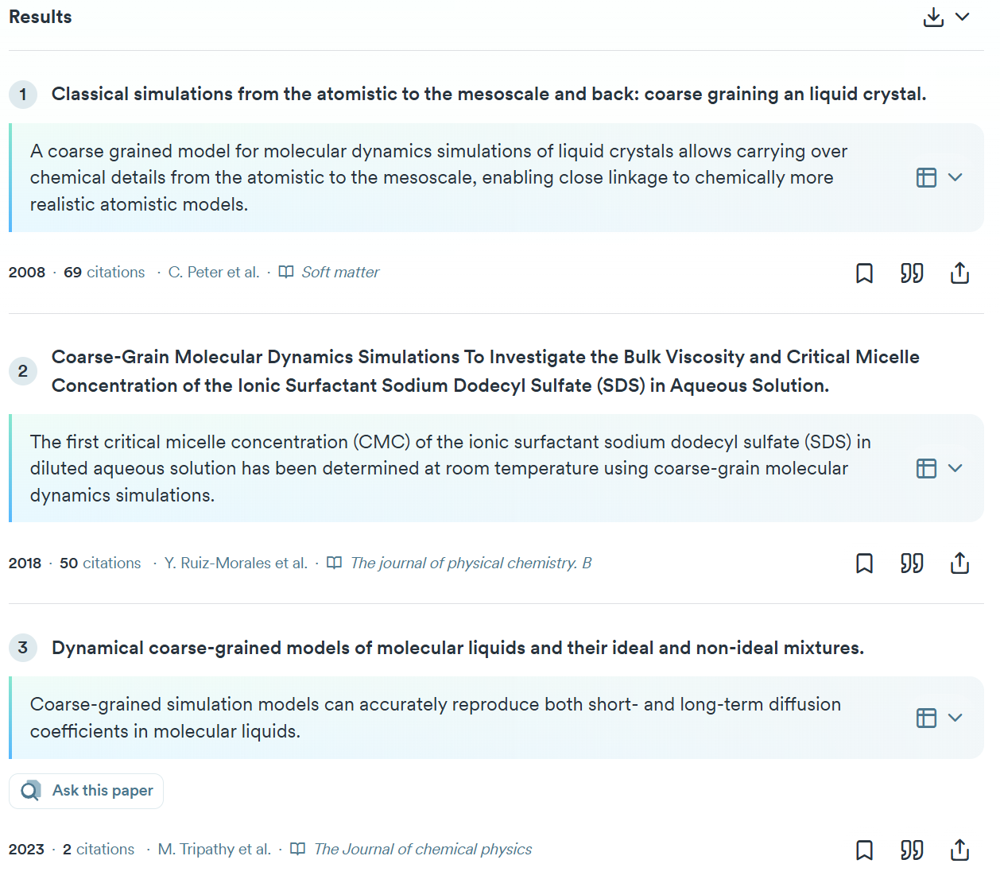 Results
1
Classical simulations from the atomistic to the mesoscale and back: coarse graining an liquid crystal.
A coarse grained model for molecular dynamics simulations of liquid crystals allows carrying over
chemical details from the atomistic to the mesoscale, enabling close linkage to chemically more
realistic atomistic models.
2008 · 69 citations · C. Peter et al. · Soft matter
2
Coarse-Grain Molecular Dynamics Simulations To Investigate the Bulk Viscosity and Critical Micelle
Concentration of the Ionic Surfactant Sodium Dodecyl Sulfate (SDS) in Aqueous Solution.
The first critical micelle concentration (CMC) of the ionic surfactant sodium dodecyl sulfate (SDS) in
diluted aqueous solution has been determined at room temperature using coarse-grain molecular
dynamics simulations.
2018 · 50 citations · Y. Ruiz-Morales et al. · The journal of physical chemistry. B
3
Dynamical coarse-grained models of molecular liquids and their ideal and non-ideal mixtures.
Coarse-grained simulation models can accurately reproduce both short- and long-term diffusion
coefficients in molecular liquids.
Ask this paper
2023 · 2 citations · M. Tripathy et al. · The Journal of chemical physics